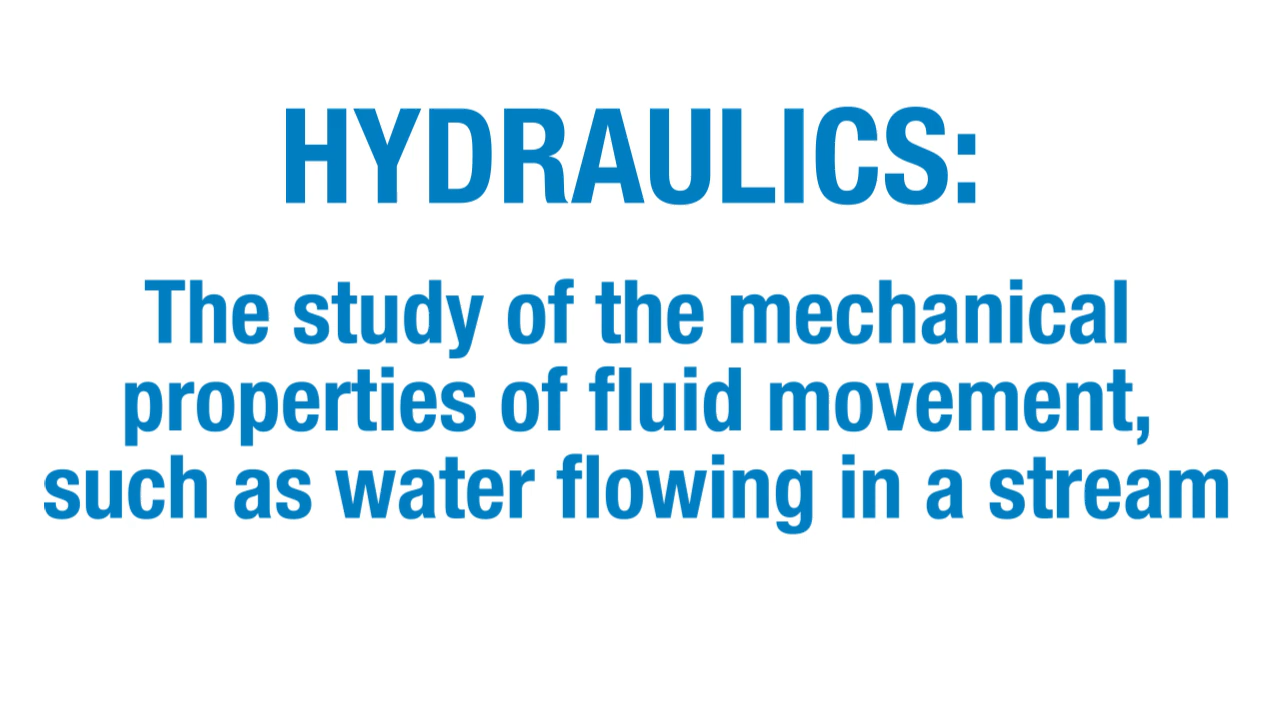 HYDRAULICS:
The study of the mechanical
properties of fluid movement,
such as water flowing in a stream